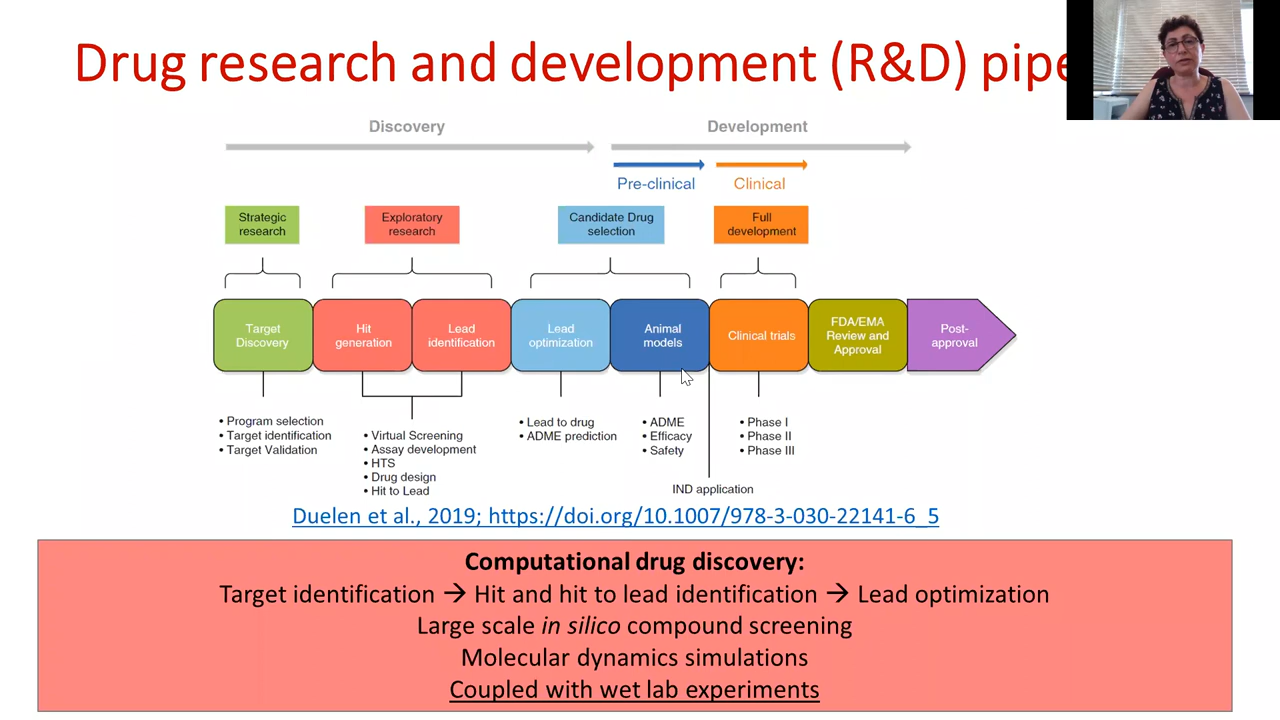 Drug research and development (R&D) pipe
Discovery
Development
Pre-clinical
Clinical
Strategic
research
Exploratory
research
Candidate Drug
selection
Full
development
Target
Discovery
Hit
generation
Lead
identification
Lead
optimization
Animal
models
Clinical trials
FDA/EMA
Review and
Approval
Post-
approval
• Program selection
• Target identification
• Target Validation
• Virtual Screening
• Assay development
• HTS
• Drug design
• Hit to Lead
• Lead to drug
• ADME prediction
• ADME
• Efficacy
• Safety
• Phase I
• Phase II
• Phase III
IND application
Duelen et al., 2019; https://doi.org/10.1007/978-3-030-22141-6_5
Computational drug discovery:
Target identification → Hit and hit to lead identification → Lead optimization
Large scale in silico compound screening
Molecular dynamics simulations
Coupled with wet lab experiments